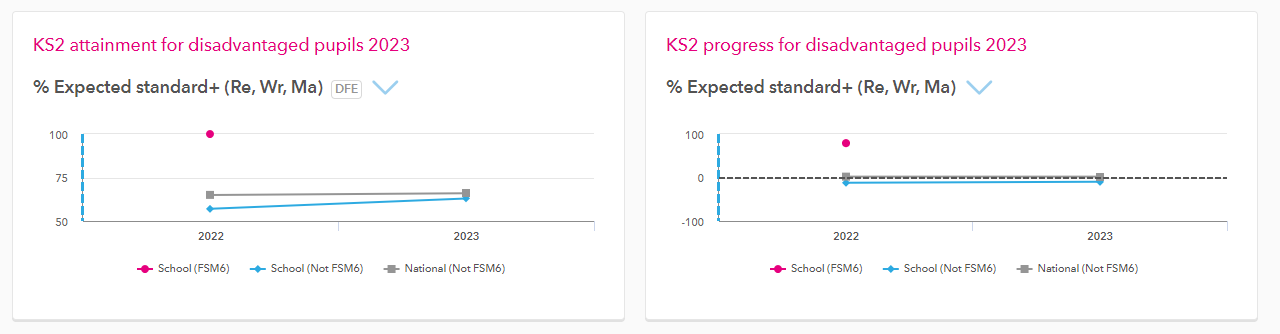 KS2 attainment for disadvantaged pupils 2023
% Expected standard+ (Re, Wr, Ma) DFE
100
75
50
2022 2023
School (FSM6) School (Not FSM6) National (Not FSM6)
KS2 progress for disadvantaged pupils 2023
% Expected standard+ (Re, Wr, Ma)
100
0
-100
2022 2023
School (FSM6) School (Not FSM6) National (Not FSM6)